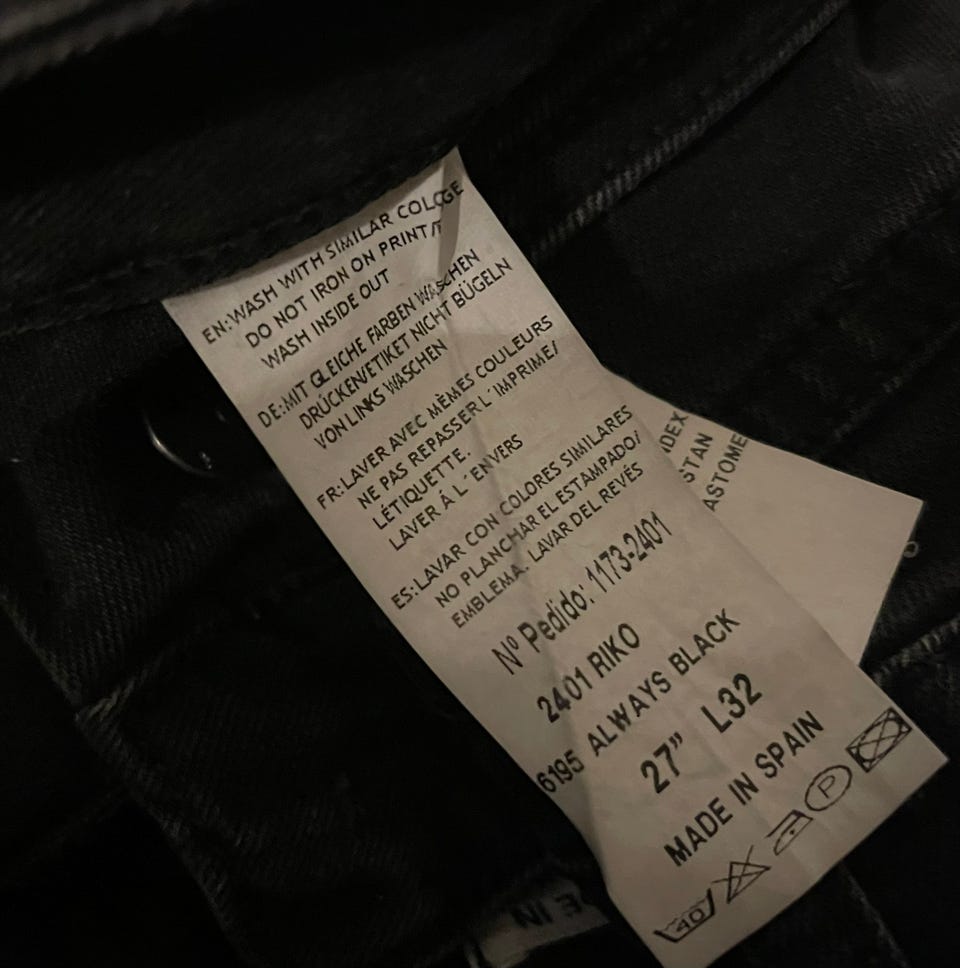 EN:WASH WITH SIMILAR
DO NOT IRON ON PRINT/
WASH INSIDE OUT
DE:MIT GLEICHE FARBEN WASCHEN
DRÜCKEN/ETIKET NICHT BÜGELN
VON LINKS WASCHEN
FR:LAVER AVEC MÊMES COULEURS
NE PAS REPASSER L´IMPRIME/
LÉTIQUETTE.
LAVER Á L´ENVERS
ES:LAVAR CON COLORES SIMILARES
NO PLANCHAR EL ESTAMPADO/
EMBLEMA. LAVAR DEL REVÉS
Nº Pedido: 1173-2401
2401 RIKO
6195 ALWAYS BLACK
27” L32
MADE IN SPAIN
40 P
STAN
ASTOME